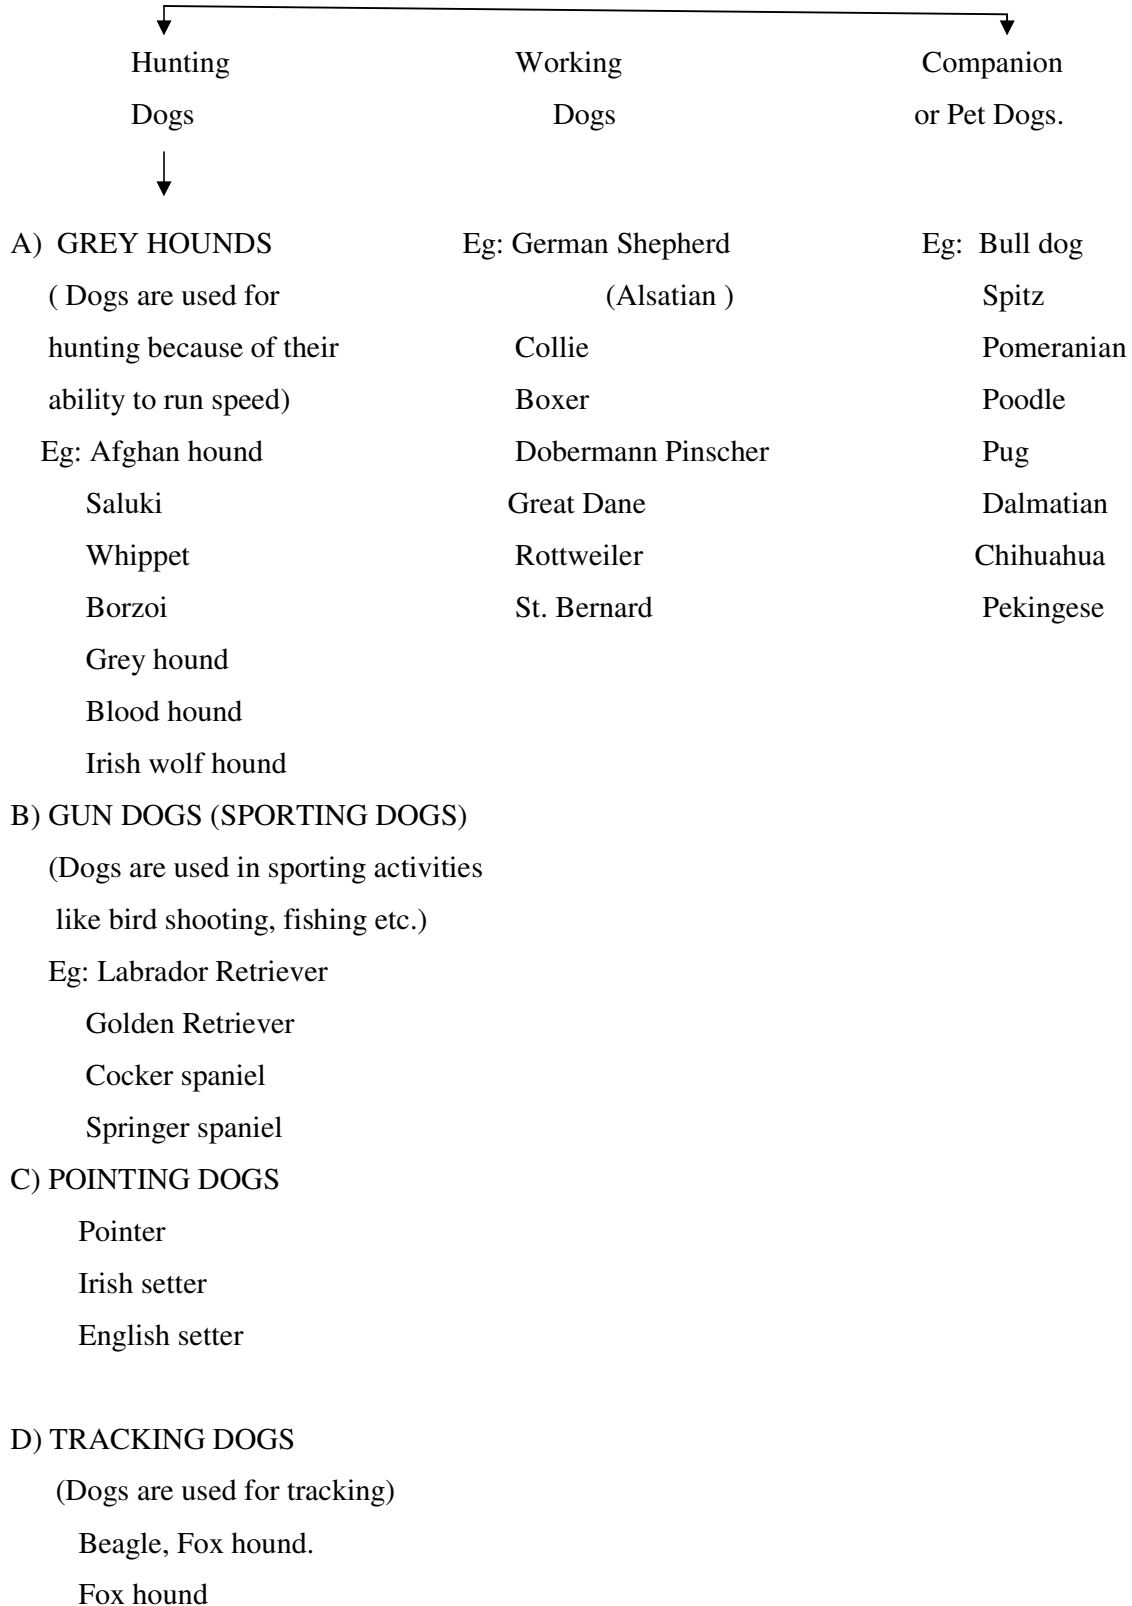 Hunting Working Companion
Dogs Dogs or Pet Dogs.
A) GREY HOUNDS Eg: German Shepherd Eg: Bull dog
( Dogs are used for (Alsatian ) Spitz
hunting because of their Collie Pomeranian
ability to run speed) Boxer Poodle
Eg: Afghan hound Dobermann Pinscher Pug
Saluki Great Dane Dalmatian
Whippet Rottweiler Chihuahua
Borzoi St. Bernard Pekingese
Grey hound
Blood hound
Irish wolf hound
B) GUN DOGS (SPORTING DOGS)
(Dogs are used in sporting activities
like bird shooting, fishing etc.)
Eg: Labrador Retriever
Golden Retriever
Cocker spaniel
Springer spaniel
C) POINTING DOGS
Pointer
Irish setter
English setter
D) TRACKING DOGS
(Dogs are used for tracking)
Beagle, Fox hound.
Fox hound